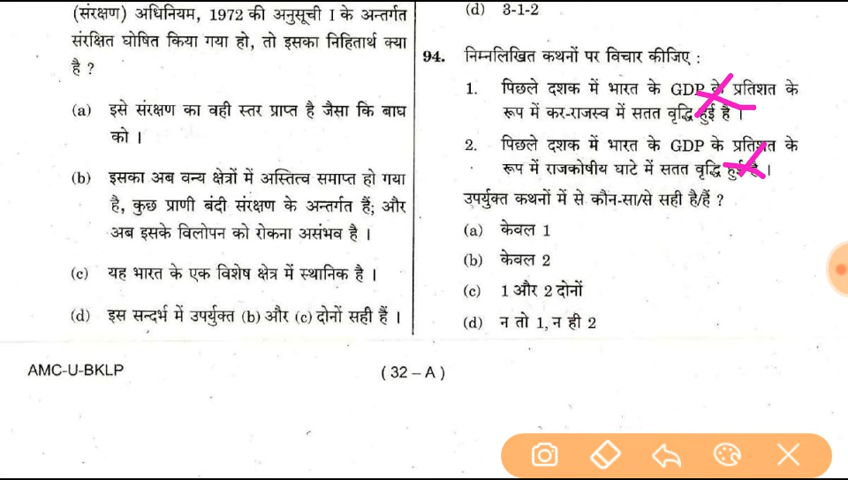 (संरक्षण) अधिनियम, 1972 की अनुसूची I के अन्तर्गत
संरक्षित घोषित किया गया हो, तो इसका निहितार्थ क्या
है ?
(a) इसे संरक्षण का वही स्तर प्राप्त है जैसा कि बाघ
को ।
(b) इसका अब वन्य क्षेत्रों में अस्तित्व समाप्त हो गया
है, कुछ प्राणी बंदी संरक्षण के अन्तर्गत हैं; और
अब इसके विलोपन को रोकना असंभव है ।
(c) यह भारत के एक विशेष क्षेत्र में स्थानिक है ।
(d) इस सन्दर्भ में उपर्युक्त (b) और (c) दोनों सही हैं ।
(d) 3-1-2
94. निम्नलिखित कथनों पर विचार कीजिए :
1. पिछले दशक में भारत के GDP के प्रतिशत के
रूप में कर-राजस्व में सतत वृद्धि हुई है ।
2. पिछले दशक में भारत के GDP के प्रतिशत के
रूप में राजकोषीय घाटे में सतत वृद्धि हुई है ।
उपर्युक्त कथनों में से कौन-सा/से सही है/हैं ?
(a) केवल 1
(b) केवल 2
(c) 1 और 2 दोनों
(d) न तो 1, न ही 2
AMC-U-BKLP
( 32 – A )